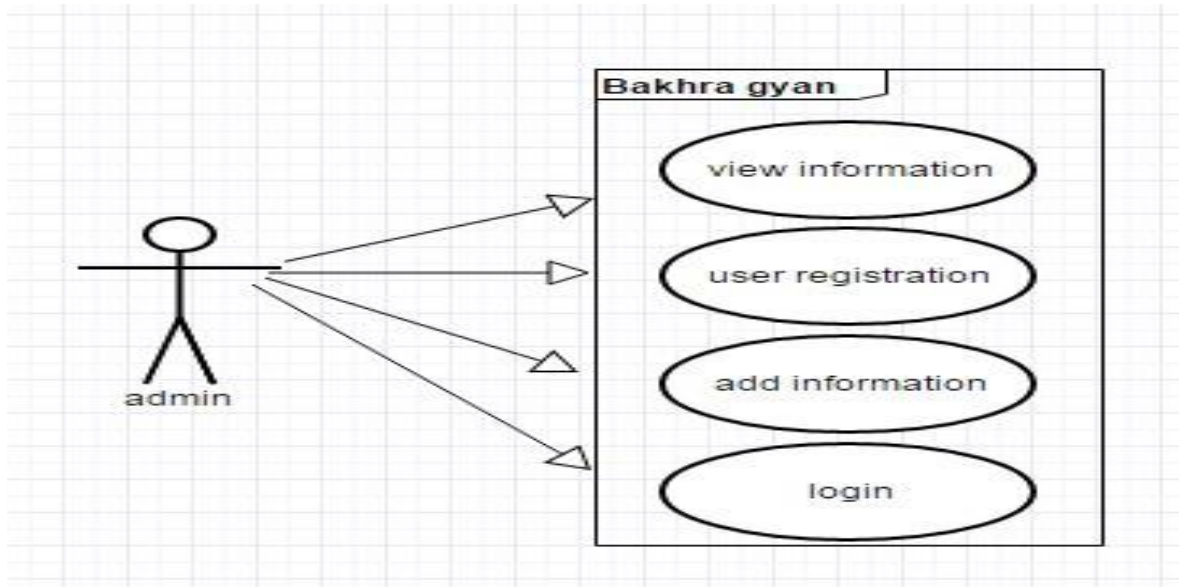 Bakhra gyan
view information
user registration
add information
login
admin